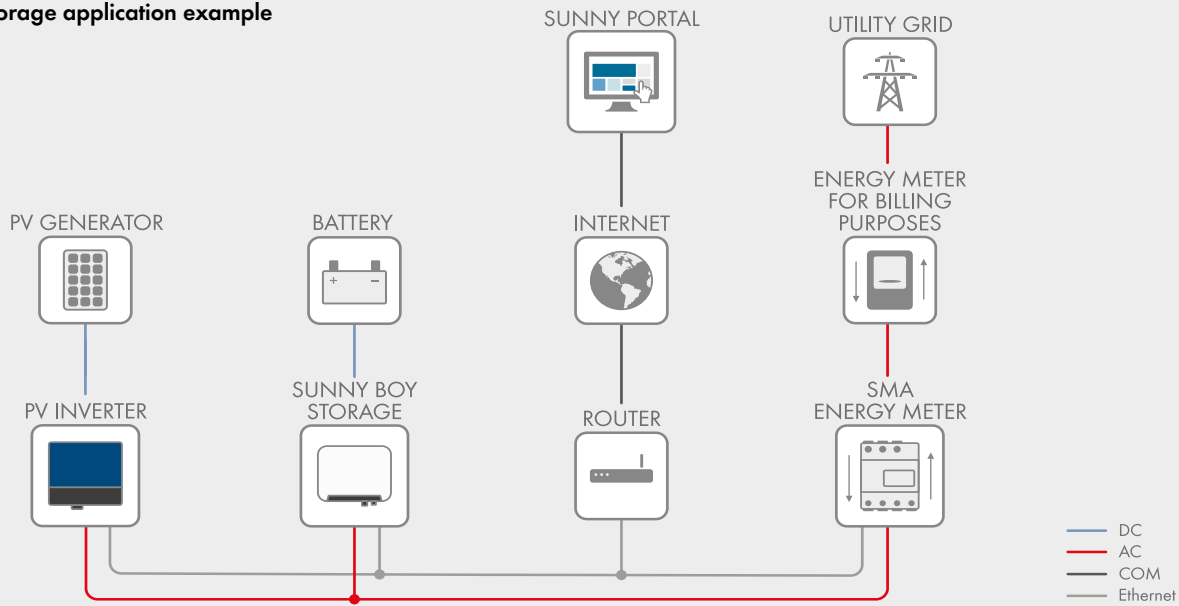 orage application example
SUNNY PORTAL
UTILITY GRID
ENERGY METER
FOR BILLING
PURPOSES
PV GENERATOR
BATTERY
INTERNET
+ −
SUNNY BOY
STORAGE
SMA
ENERGY METER
PV INVERTER
ROUTER
DC
AC
COM
Ethernet